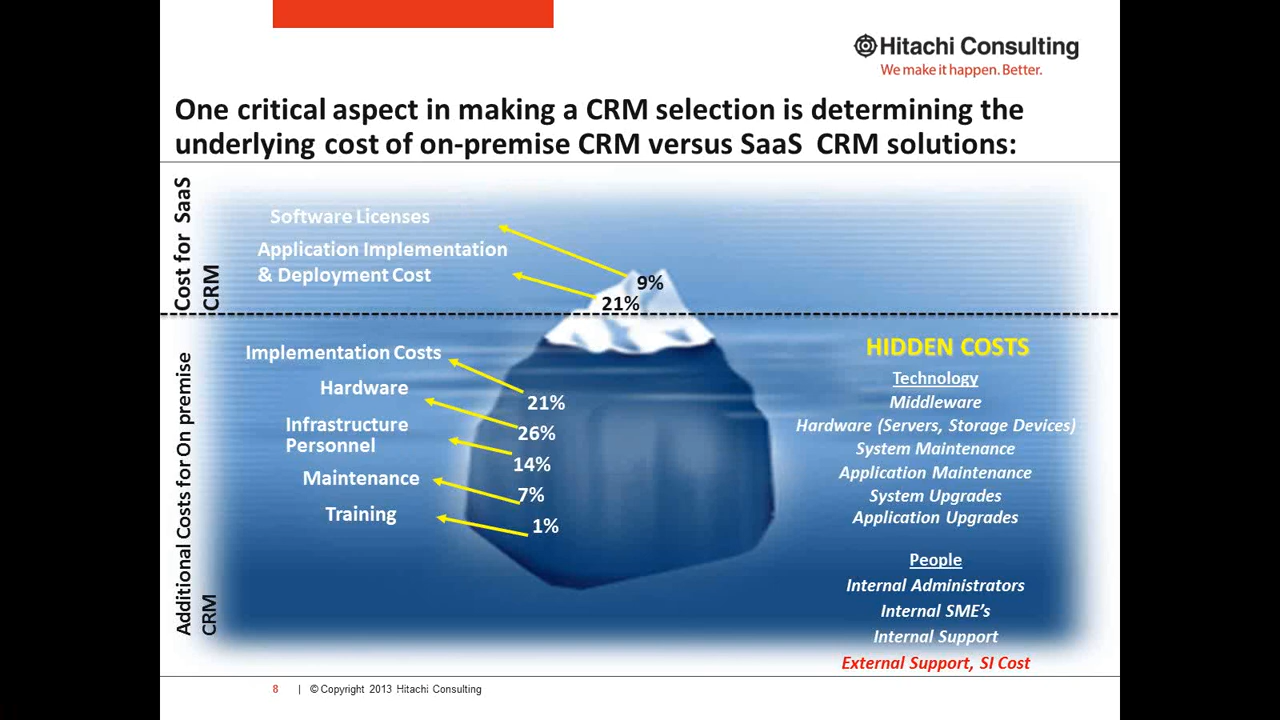 Hitachi Consulting
We make it happen. Better.
One critical aspect in making a CRM selection is determining the
underlying cost of on-premise CRM versus SaaS CRM solutions:
Cost for SaaS
CRM
Software Licenses
Application Implementation
& Deployment Cost
9%
21%
Additional Costs for On premise
CRM
Implementation Costs
Hardware
Infrastructure
Personnel
Maintenance
Training
21%
26%
14%
7%
1%
HIDDEN COSTS
Technology
Middleware
Hardware (Servers, Storage Devices)
System Maintenance
Application Maintenance
System Upgrades
Application Upgrades
People
Internal Administrators
Internal SME's
Internal Support
External Support, SI Cost
8 | © Copyright 2013 Hitachi Consulting